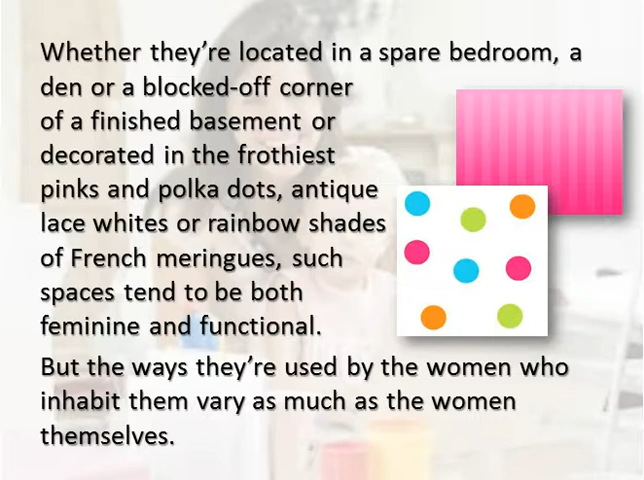 Whether they’re located in a spare bedroom, a
den or a blocked-off corner
of a finished basement or
decorated in the frothiest
pinks and polka dots, antique
lace whites or rainbow shades
of French meringues, such
spaces tend to be both
feminine and functional.
But the ways they’re used by the women who
inhabit them vary as much as the women
themselves.